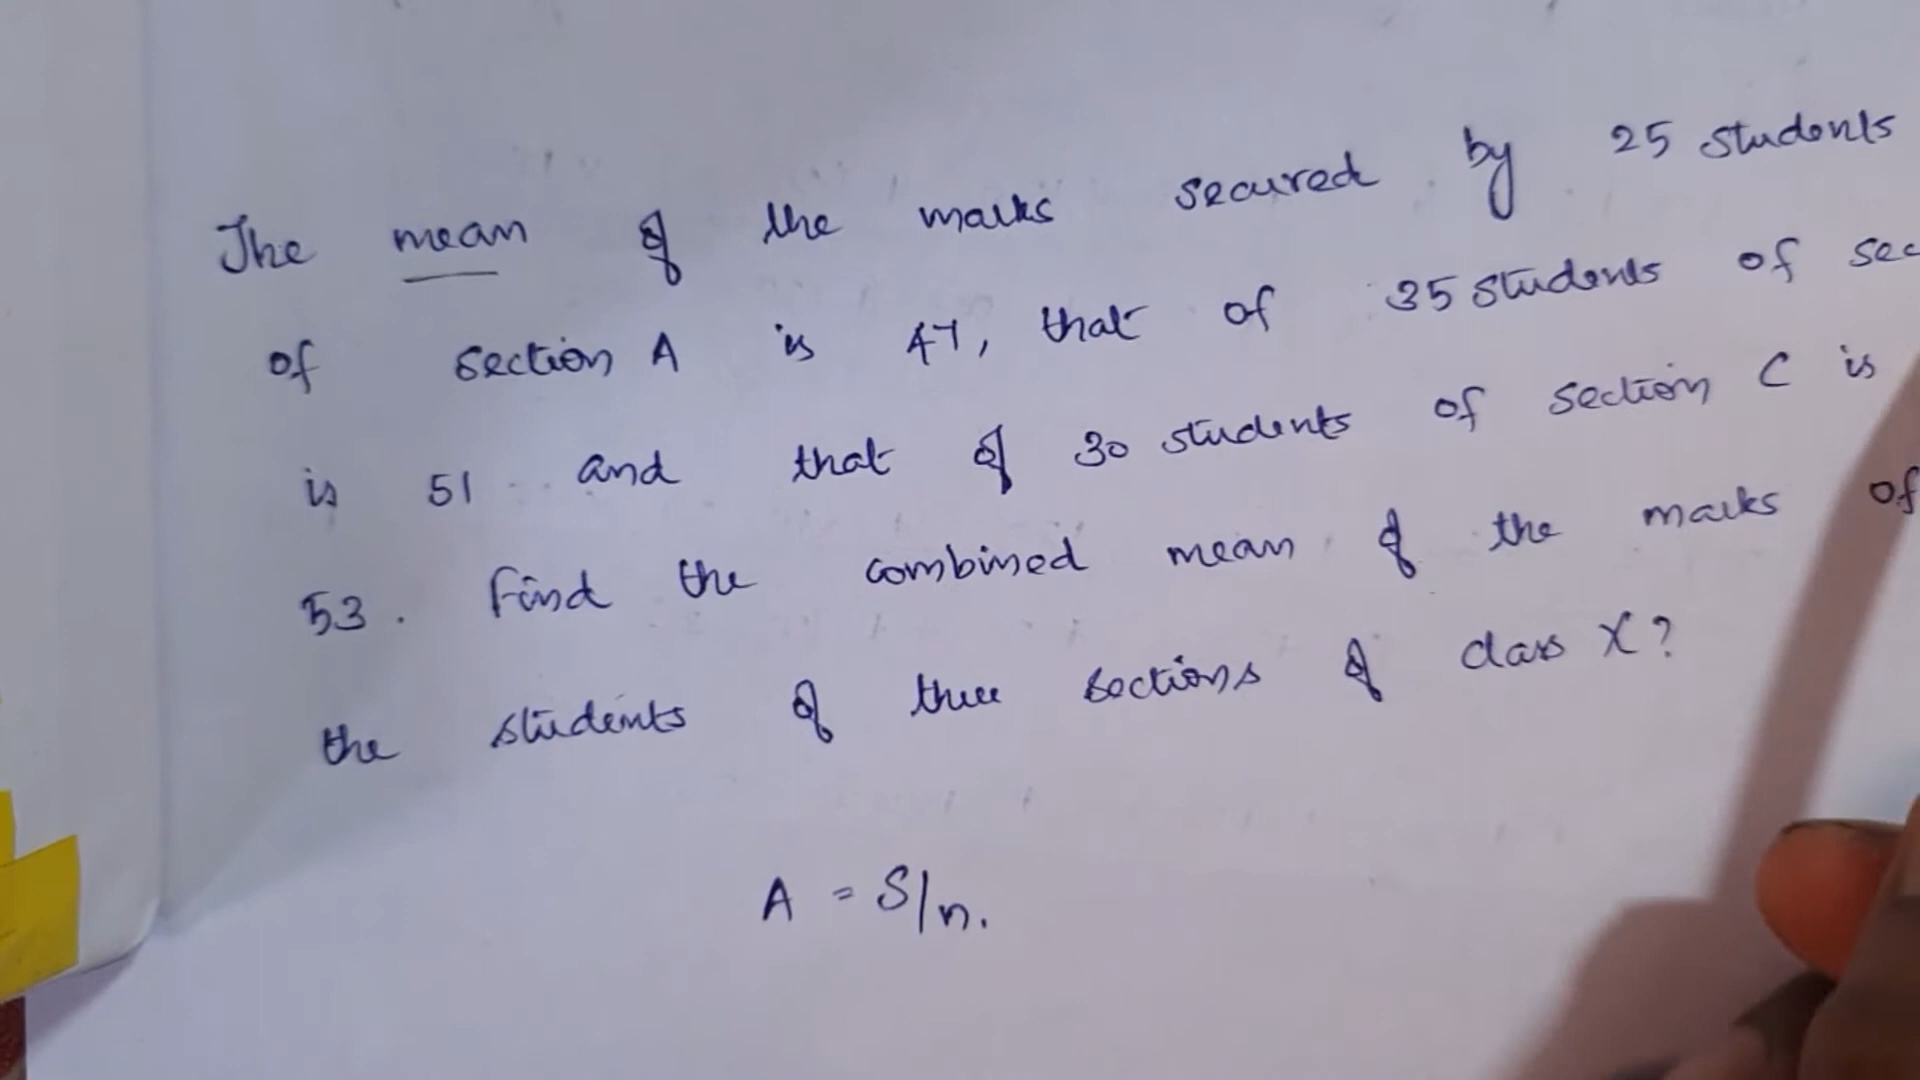 The mean of the marks secured by 25 students
of section A is 47, that of 35 students of sec
is 51 and that of 30 students of section C is
53. Find the combined mean of the marks of
the students of three sections of class X?
A = S/n.